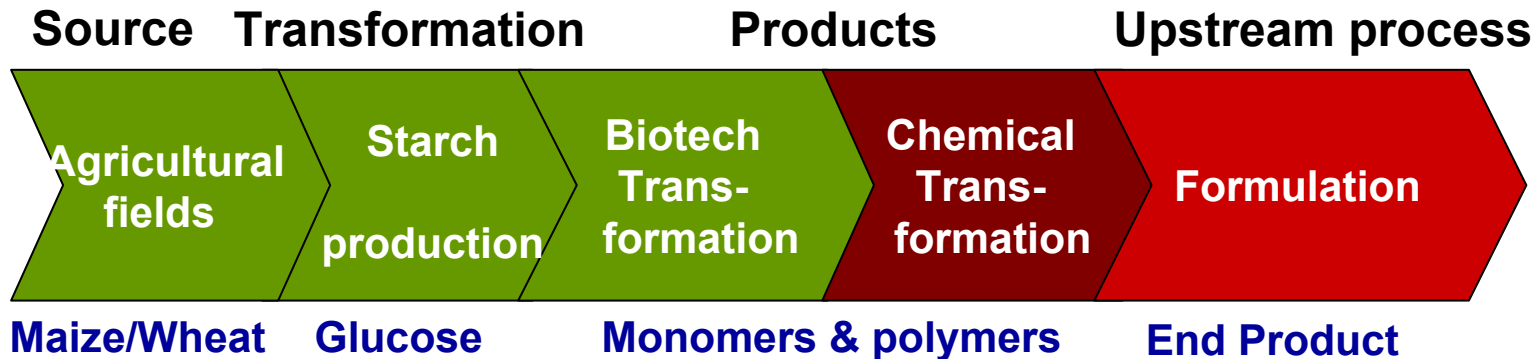 Source Transformation Products Upstream process
Agricultural
fields
Starch
production
Biotech
Trans-
formation
Chemical
Trans-
formation
Formulation
Maize/Wheat Glucose Monomers & polymers End Product